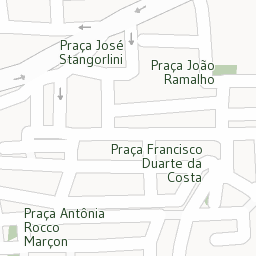 Praça José
Stangorlini
Praça João
Ramalho
Praça Francisco
Duarte da
Costa
Praça Antônia
Rocco
Marçon